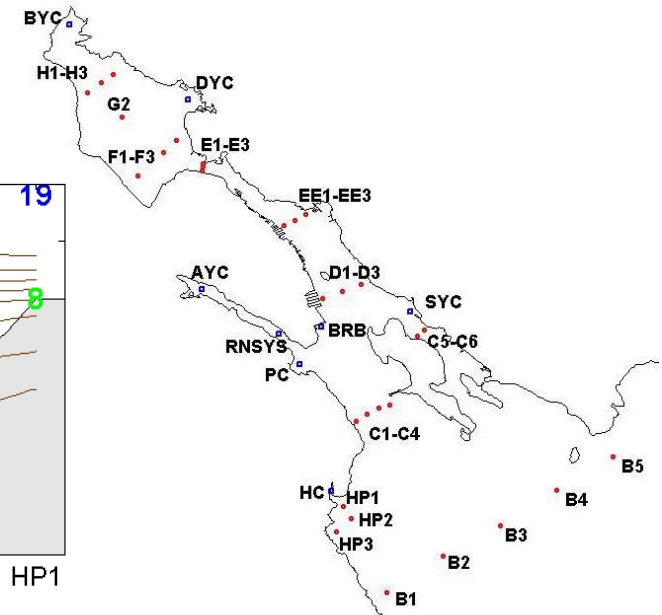 BYC
H1-H3
DYC
G2
F1-F3
E1-E3
19
EE1-EE3
AYC
D1-D3
8
SYC
BRB
RNSYS
C5-C6
PC
C1-C4
B5
HC
HP1
B4
HP2
B3
HP3
B2
HP1
B1